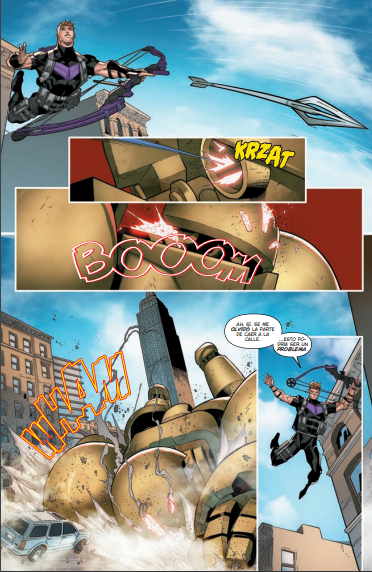 KRZAT
BOOOM
WHAM
AH, SÍ. SE ME
OLVIDÓ LA PARTE
DE CAER A LA
CALLE.
...ESTO PO-
DRÍA SER UN
PROBLEMA.